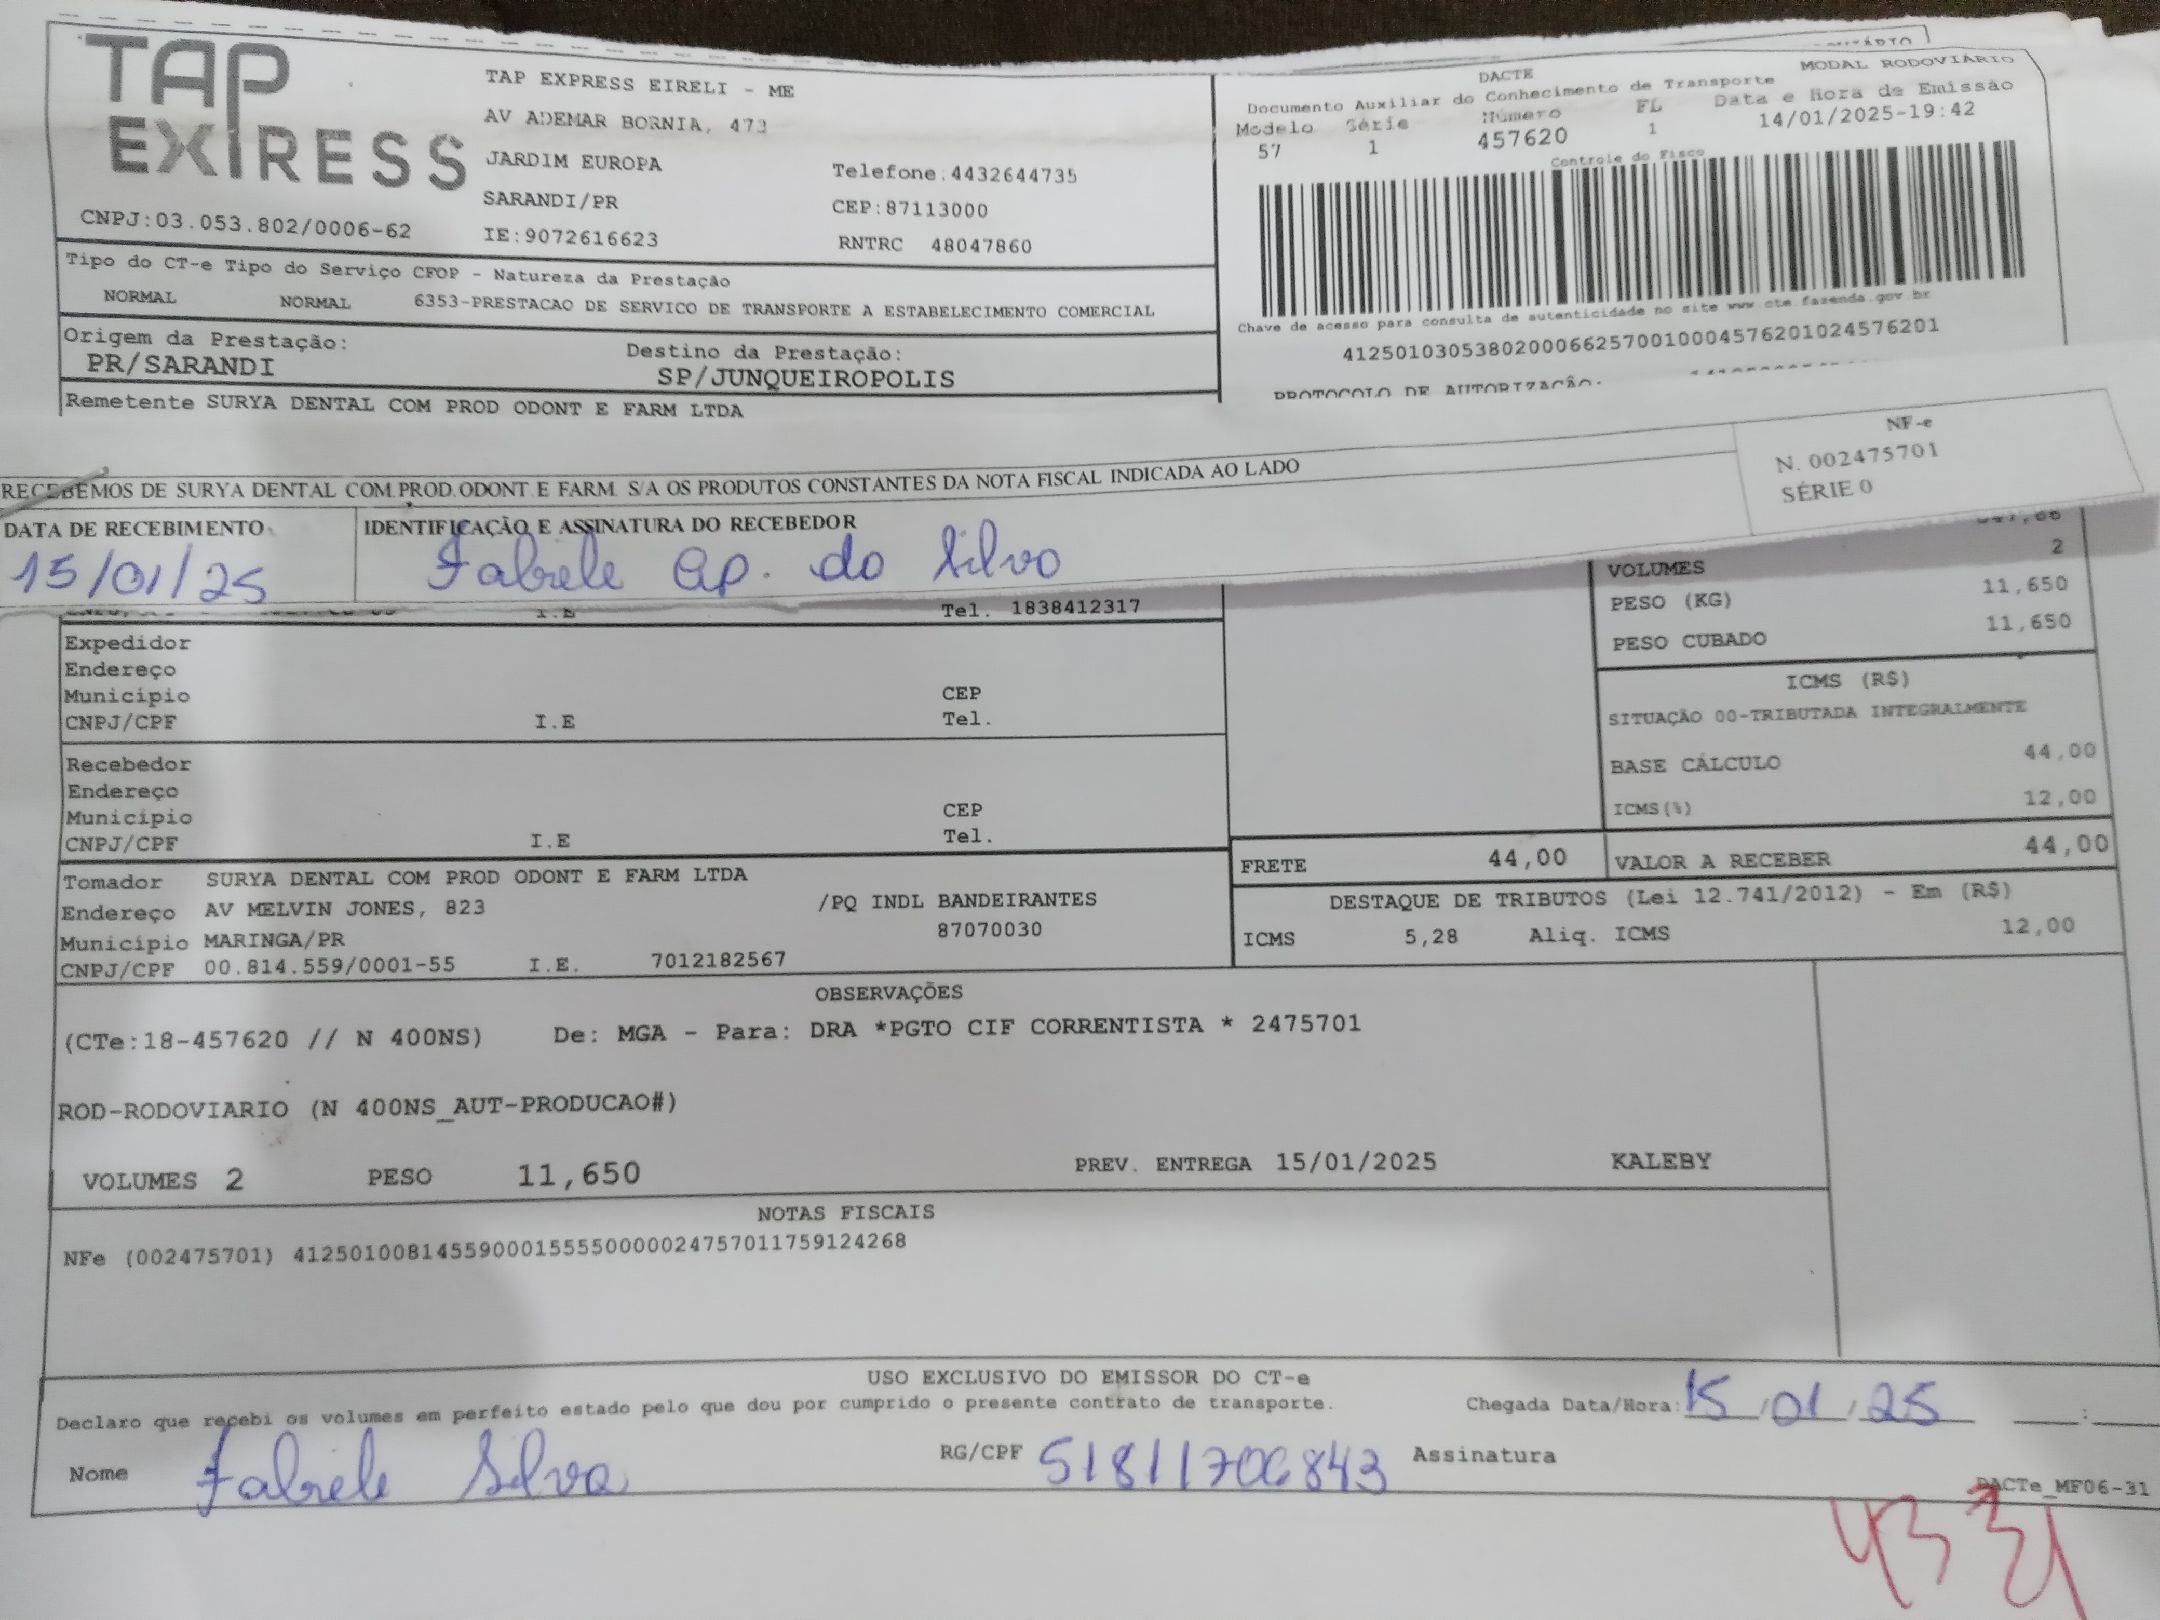 TAP
EXPRESS
CNPJ:03.053.802/0006-62
TAP EXPRESS EIRELI - ME
AV ADEMAR BORNIA, 473
JARDIM EUROPA
SARANDI/PR
IE:9072616623
Telefone.4432644735
CEP:87113000
RNTRC 48047860
DACTE
MODAL RODOVIÁRIO
Documento Auxiliar do Conhecimento de Transporte
Modelo Série Número FL Data e Hora de Emissão
57 1 457620 1 14/01/2025-19:42
Controle do Fisco
Chave de acesso para consulta de autenticidade no site www.cte.fazenda.gov.br
41250103053802000662570010004576201024576201
PROTOCOLO DE AUTORIZAÇÃO:
Tipo do CT-e Tipo do Serviço CFOP - Natureza da Prestação
NORMAL NORMAL 6353-PRESTACAO DE SERVICO DE TRANSPORTE A ESTABELECIMENTO COMERCIAL
Origem da Prestação: Destino da Prestação:
PR/SARANDI SP/JUNQUEIROPOLIS
Remetente SURYA DENTAL COM PROD ODONT E FARM LTDA
RECEBEMOS DE SURYA DENTAL COM.PROD.ODONT.E FARM. S/A OS PRODUTOS CONSTANTES DA NOTA FISCAL INDICADA AO LADO
NF-e
N. 002475701
SÉRIE 0
DATA DE RECEBIMENTO
15/01/25
IDENTIFICAÇÃO E ASSINATURA DO RECEBEDOR
Fabiele Ap. da Silva
I.E Tel. 1838412317
Expedidor
Endereço
Município CEP
CNPJ/CPF I.E Tel.
Recebedor
Endereço
Município CEP
CNPJ/CPF I.E Tel.
Tomador SURYA DENTAL COM PROD ODONT E FARM LTDA
Endereço AV MELVIN JONES, 823 /PQ INDL BANDEIRANTES
Município MARINGA/PR 87070030
CNPJ/CPF 00.814.559/0001-55 I.E. 7012182567
VOLUMES 2
PESO (KG) 11,650
PESO CUBADO 11,650
ICMS (R$)
SITUAÇÃO 00-TRIBUTADA INTEGRALMENTE
BASE CÁLCULO 44,00
ICMS(%) 12,00
FRETE 44,00 VALOR A RECEBER 44,00
DESTAQUE DE TRIBUTOS (Lei 12.741/2012) - Em (R$)
ICMS 5,28 Aliq. ICMS 12,00
OBSERVAÇÕES
(CTe:18-457620 // N 400NS) De: MGA - Para: DRA *PGTO CIF CORRENTISTA * 2475701
ROD-RODOVIARIO (N 400NS_AUT-PRODUCAO#)
VOLUMES 2 PESO 11,650 PREV. ENTREGA 15/01/2025 KALEBY
NOTAS FISCAIS
NFe (002475701) 41250100814559000155550000024757011759124268
USO EXCLUSIVO DO EMISSOR DO CT-e
Declaro que recebi os volumes em perfeito estado pelo que dou por cumprido o presente contrato de transporte. Chegada Data/Hora: 15/01/25 :
Nome Fabiele Silva RG/CPF 51811706843 Assinatura
DACTe_MF06-31